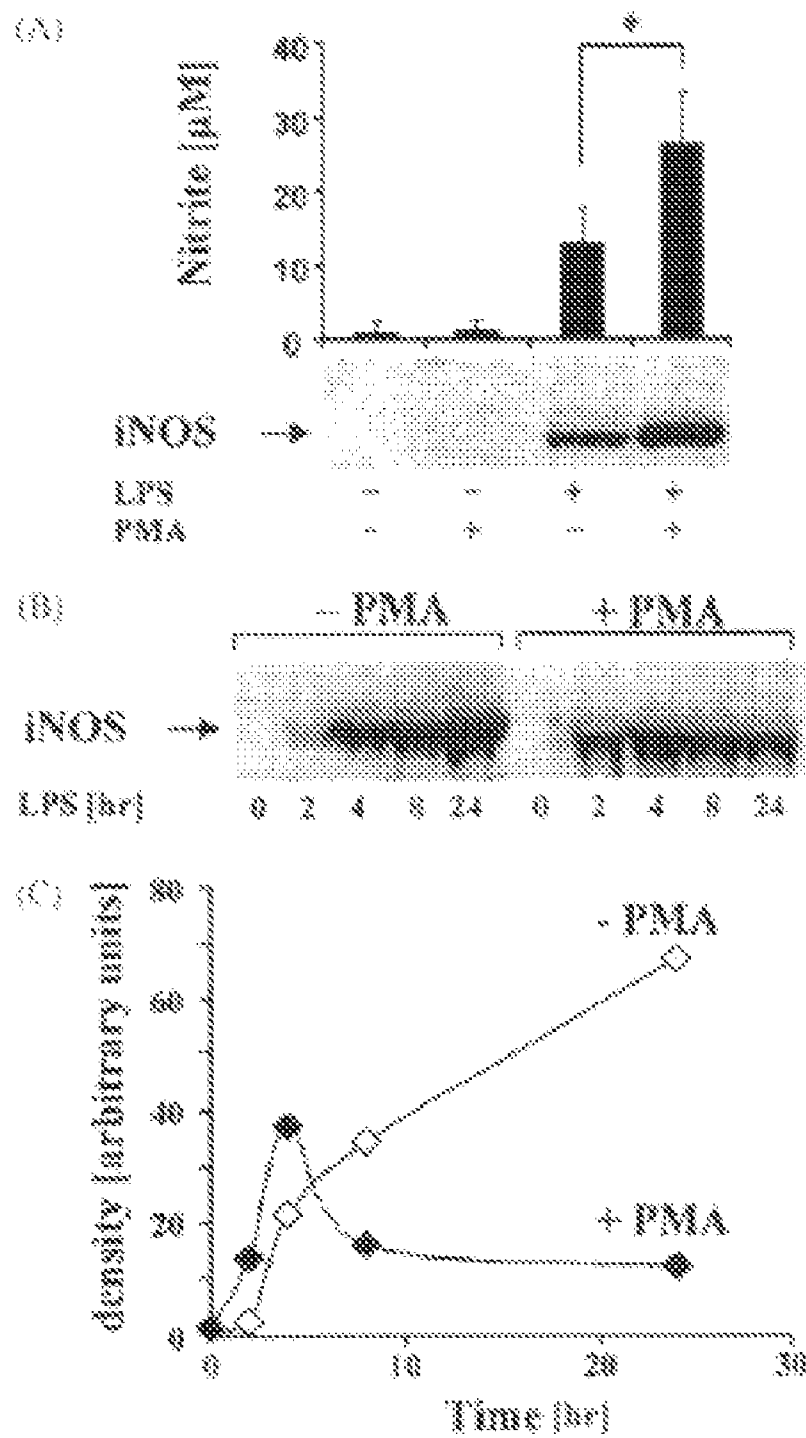 (A)
40
30
20
10
0
Nitrite [µM]
*
iNOS
LPS - - + +
PMA - + - +
(B)
- PMA + PMA
iNOS
LPS [hr] 0 2 4 8 24 0 2 4 8 24
(C)
80
60
40
20
0
density [arbitrary units]
- PMA
+ PMA
0 10 20 30
Time [hr]